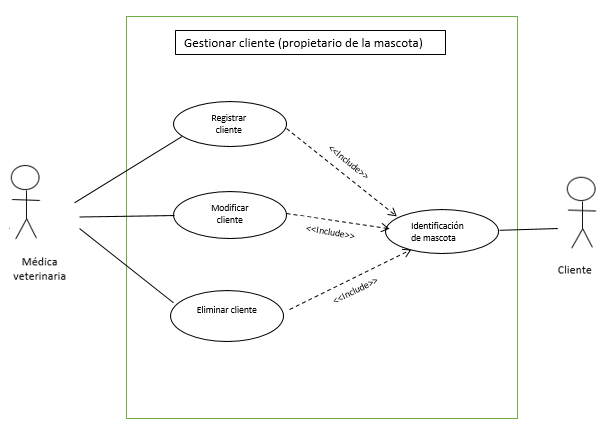 Gestionar cliente (propietario de la mascota)
Registrar
cliente
<<Include>>
Modificar
cliente
<<Include>>
Identificación
de mascota
Médica
veterinaria
Cliente
Eliminar cliente
<<Include>>